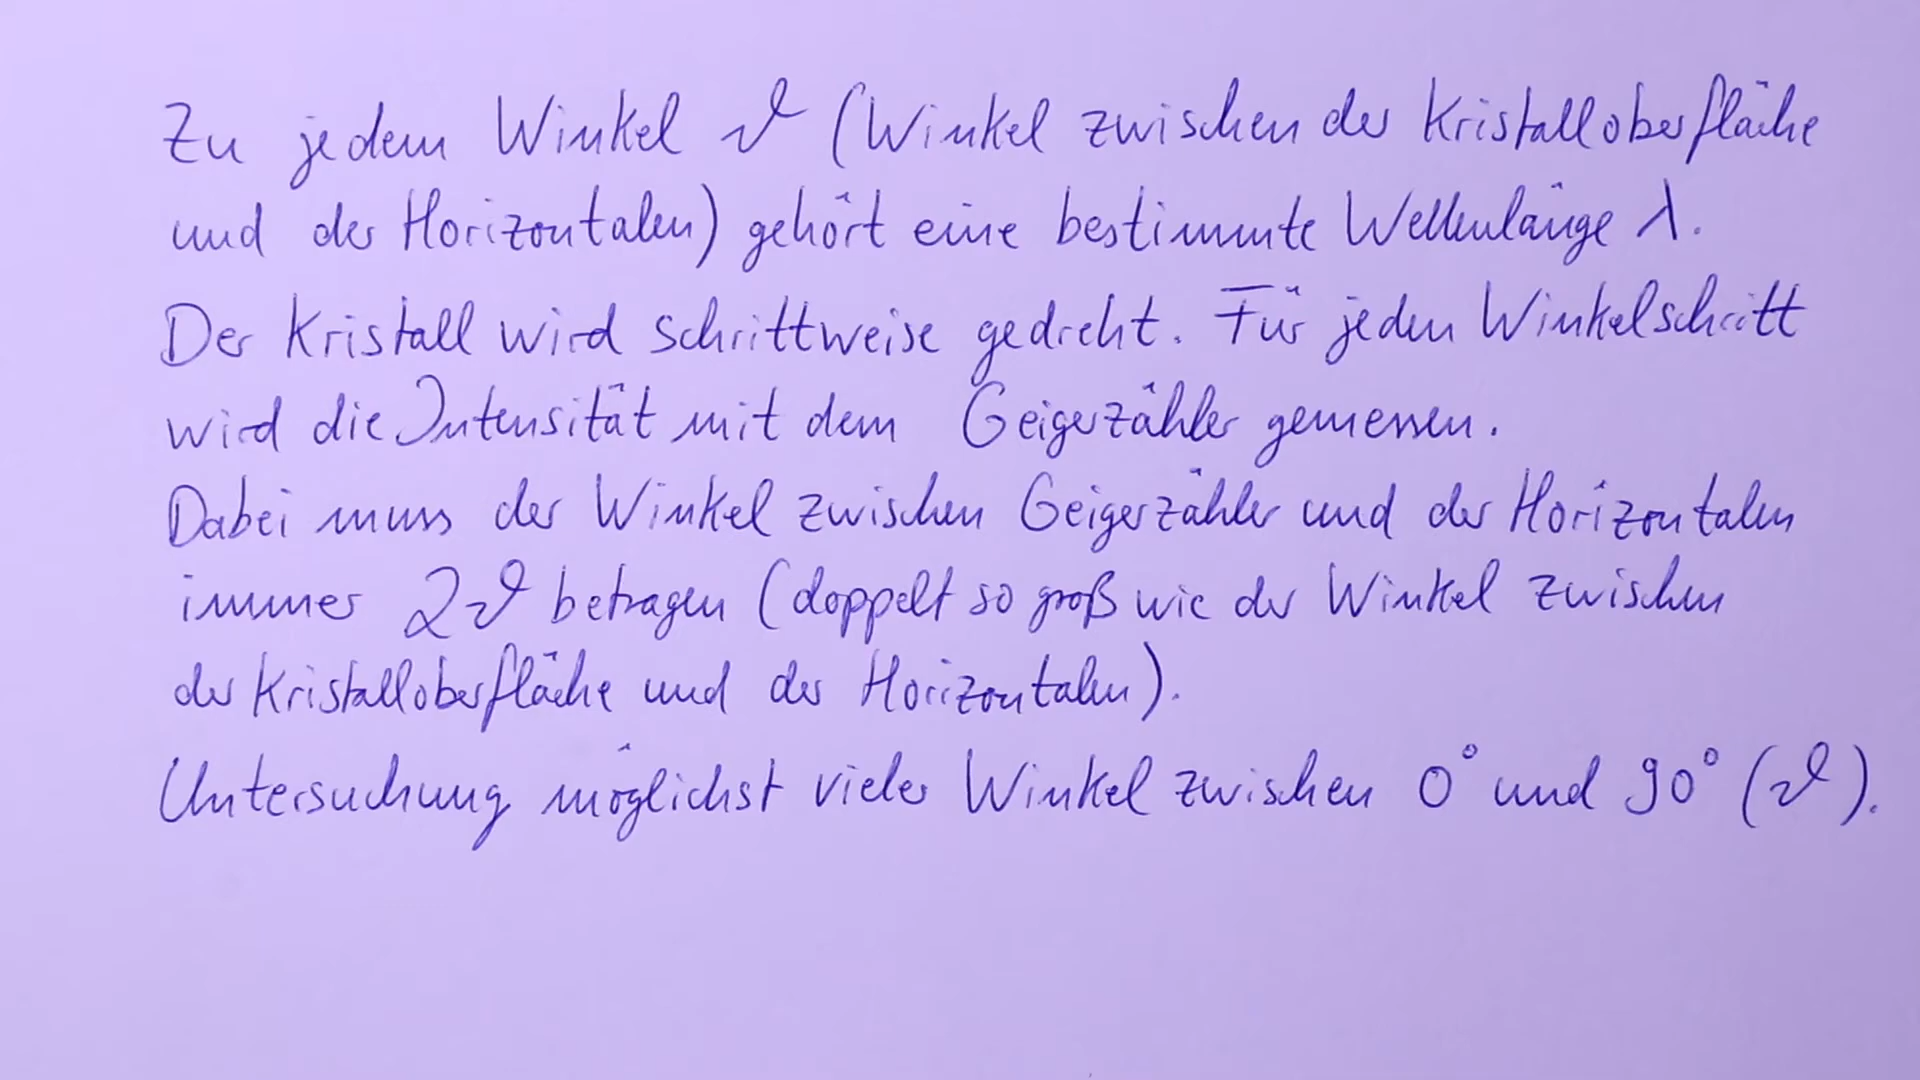 Zu jedem Winkel ϑ (Winkel zwischen der Kristalloberfläche
und der Horizontalen) gehört eine bestimmte Wellenlänge λ.
Der Kristall wird schrittweise gedreht. Für jeden Winkelschritt
wird die Intensität mit dem Geigerzähler gemessen.
Dabei muss der Winkel zwischen Geigerzähler und der Horizontalen
immer 2ϑ betragen (doppelt so groß wie der Winkel zwischen
der Kristalloberfläche und der Horizontalen).
Untersuchung möglichst vieler Winkel zwischen 0° und 90° (ϑ).